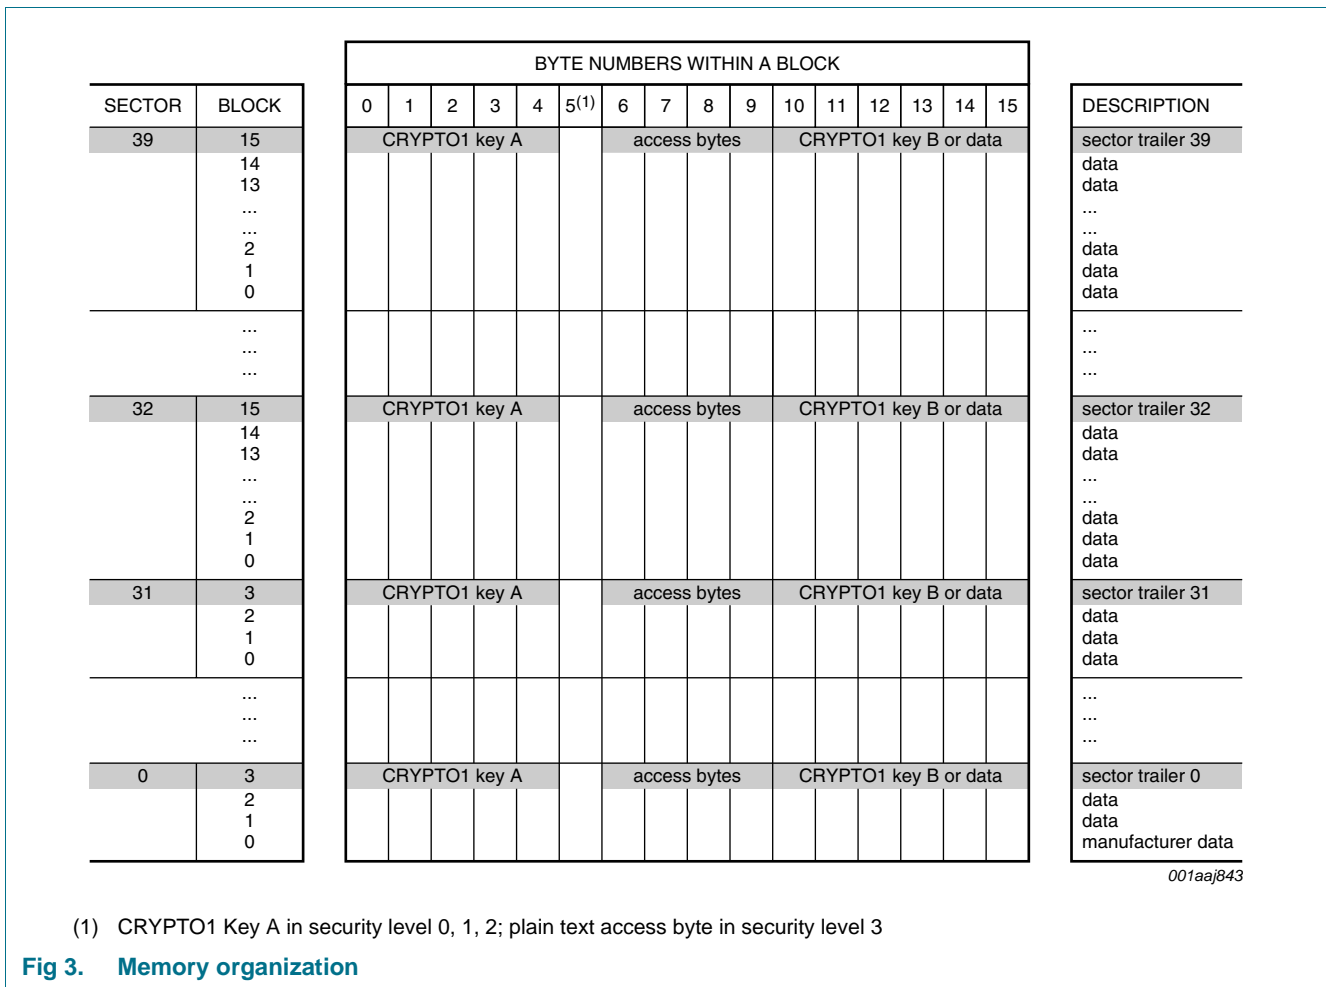 BYTE NUMBERS WITHIN A BLOCK
SECTOR BLOCK 0 1 2 3 4 5(1) 6 7 8 9 10 11 12 13 14 15 DESCRIPTION
39 15 CRYPTO1 key A access bytes CRYPTO1 key B or data sector trailer 39
14 data
13 data
... ...
... ...
2 data
1 data
0 data
... ...
... ...
... ...
32 15 CRYPTO1 key A access bytes CRYPTO1 key B or data sector trailer 32
14 data
13 data
... ...
... ...
2 data
1 data
0 data
31 3 CRYPTO1 key A access bytes CRYPTO1 key B or data sector trailer 31
2 data
1 data
0 data
... ...
... ...
... ...
0 3 CRYPTO1 key A access bytes CRYPTO1 key B or data sector trailer 0
2 data
1 data
0 manufacturer data
001aaj843
(1) CRYPTO1 Key A in security level 0, 1, 2; plain text access byte in security level 3
Fig 3. Memory organization